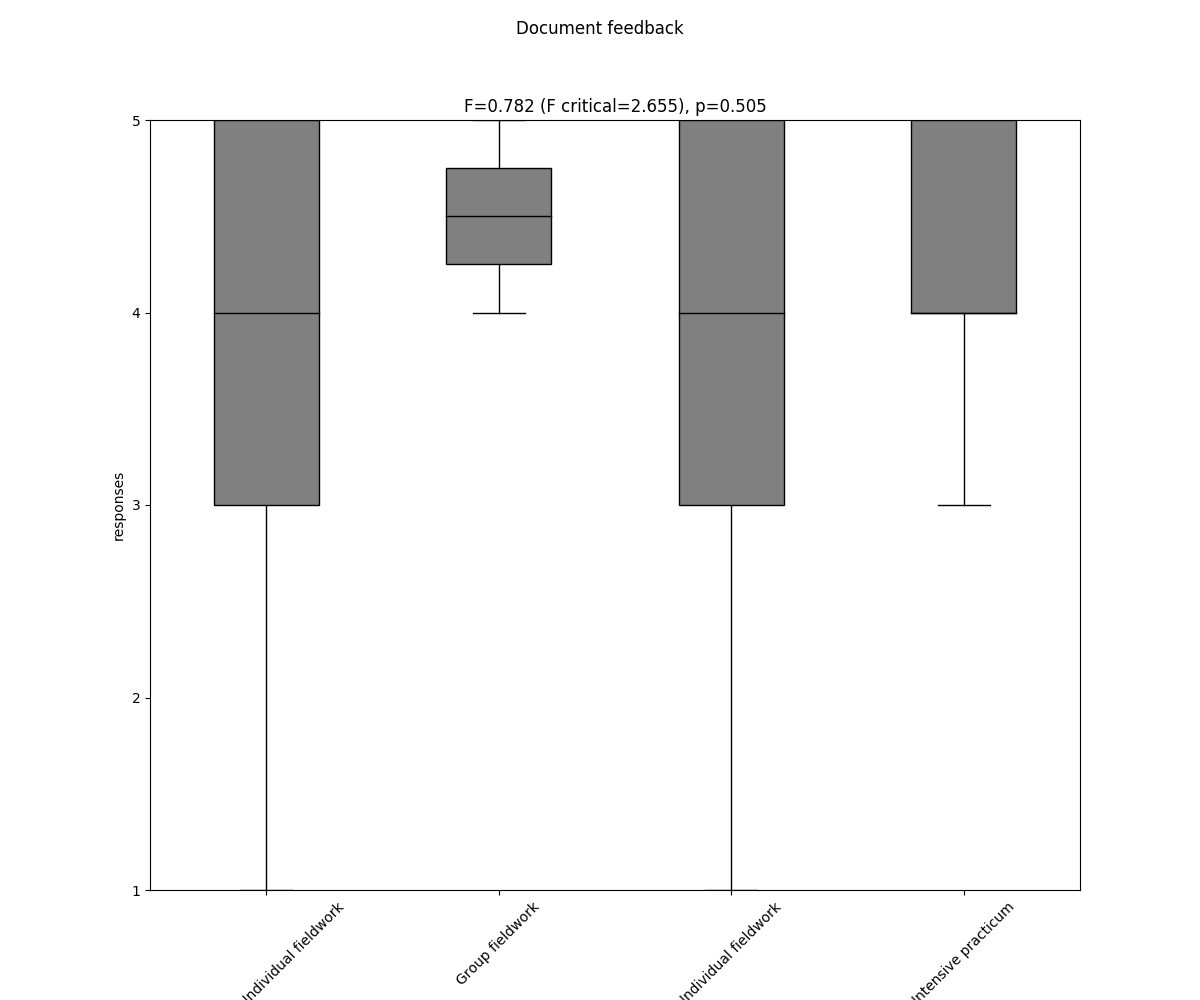 Document feedback
F=0.782 (F critical=2.655), p=0.505
5
4
3
2
1
responses
Individual fieldwork
Group fieldwork
Individual fieldwork
Intensive practicum